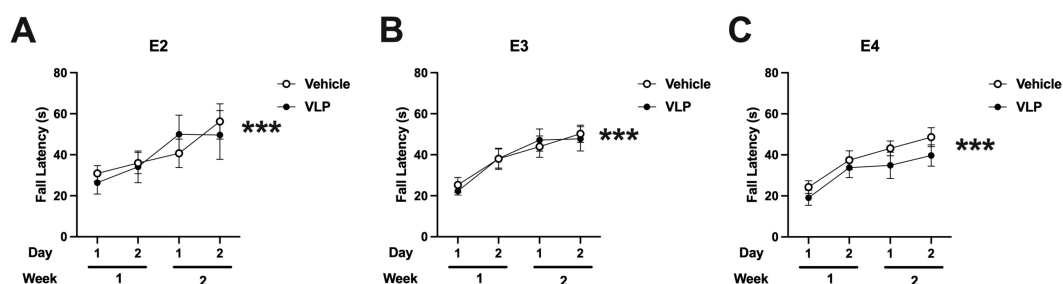 A
E2
Fall Latency (s)
80
60
40
20
0
Vehicle
VLP
***
Day 1 2 1 2
Week 1 2
B
E3
Fall Latency (s)
80
60
40
20
0
Vehicle
VLP
***
Day 1 2 1 2
Week 1 2
C
E4
Fall Latency (s)
80
60
40
20
0
Vehicle
VLP
***
Day 1 2 1 2
Week 1 2